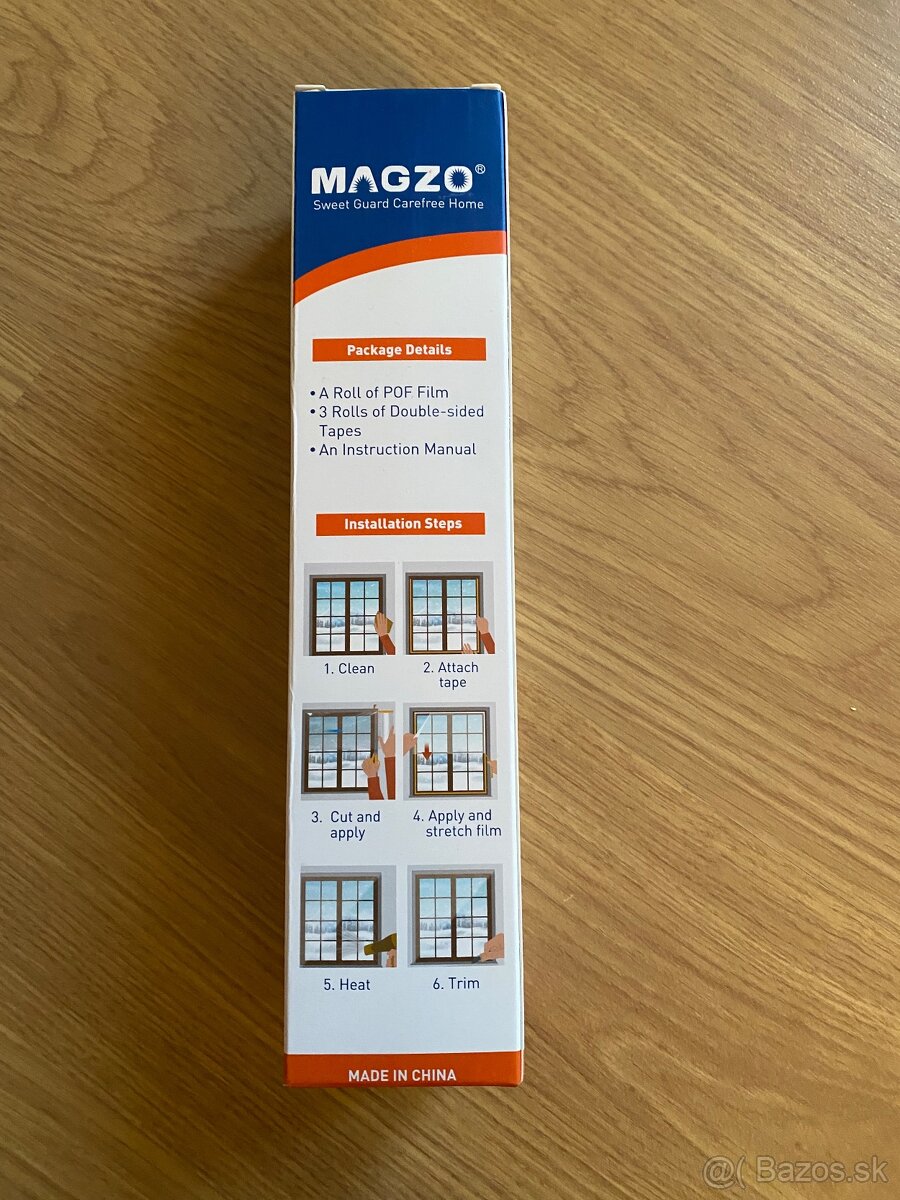 MAGZO®
Sweet Guard Carefree Home
Package Details
• A Roll of POF Film
• 3 Rolls of Double-sided
Tapes
• An Instruction Manual
Installation Steps
1. Clean
2. Attach
tape
3. Cut and
apply
4. Apply and
stretch film
5. Heat
6. Trim
MADE IN CHINA
@( Bazos.sk